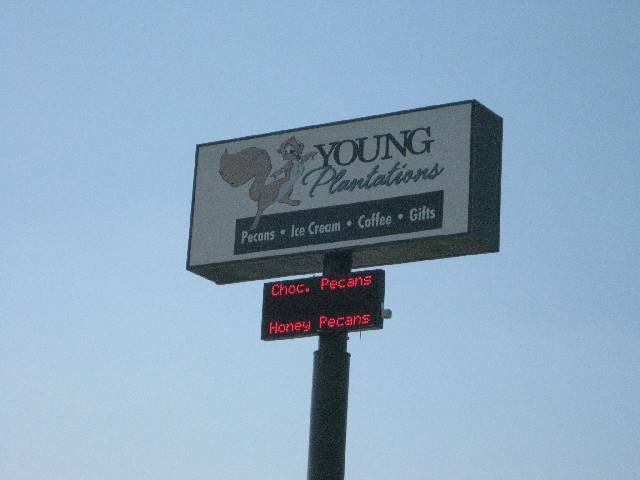 YOUNG
Plantations
Pecans • Ice Cream • Coffee • Gifts
Choc. Pecans
Honey Pecans